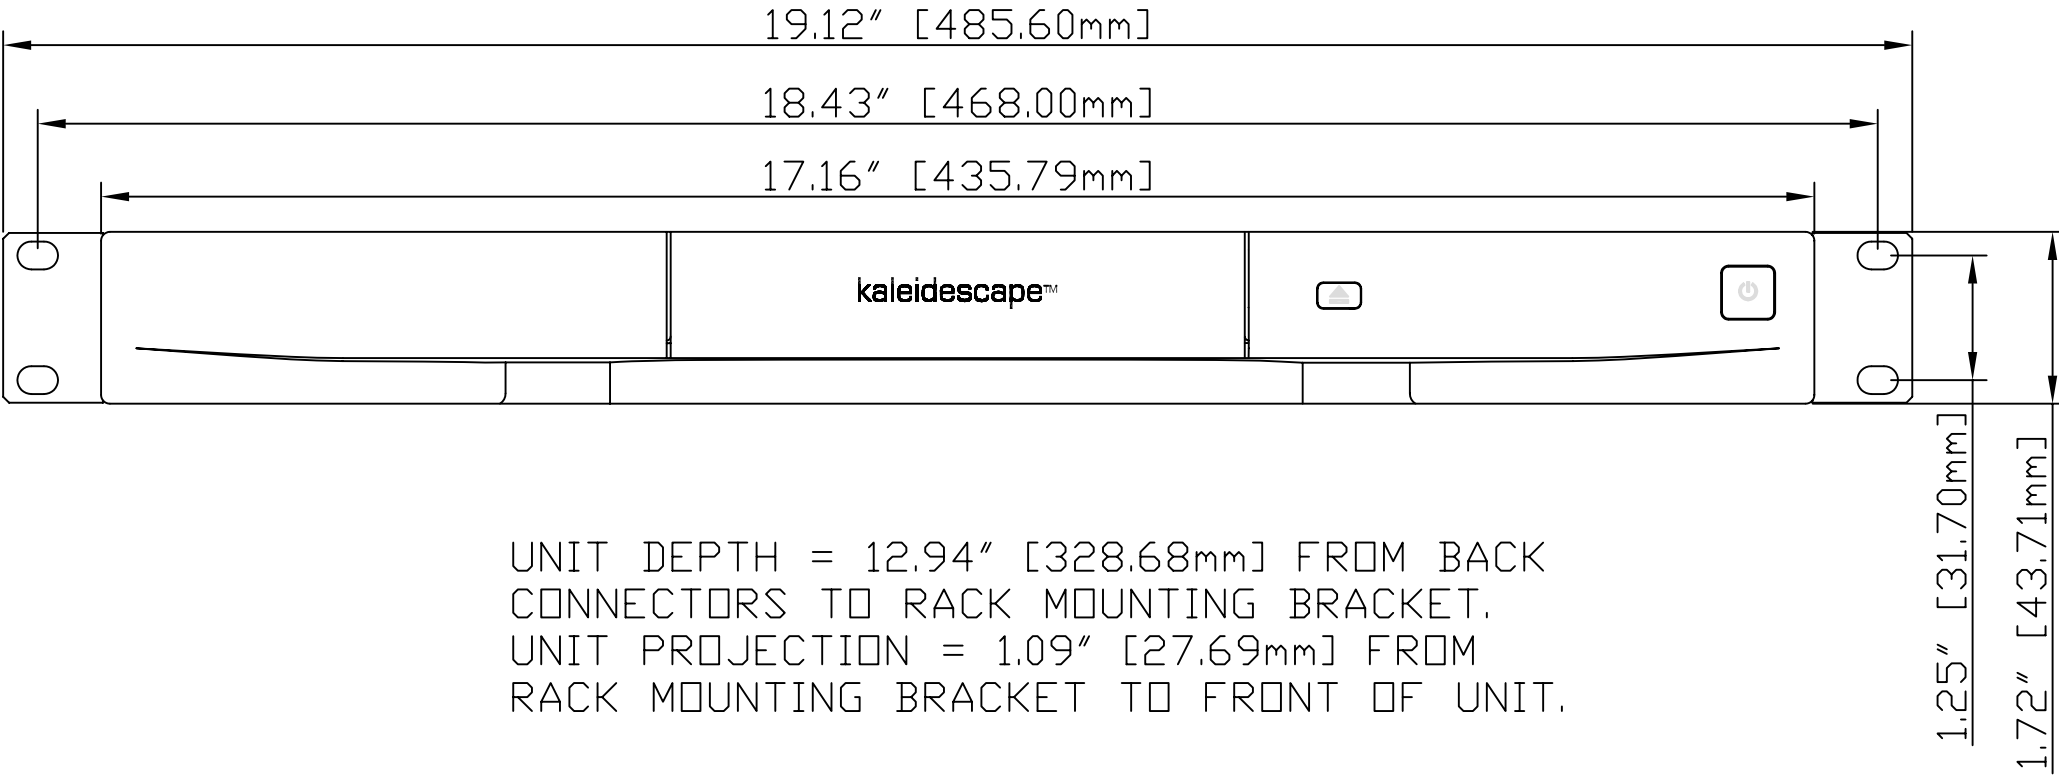 19.12" [485.60mm]
18.43" [468.00mm]
17.16" [435.79mm]
kaleidescape™
1.25" [31.70mm]
1.72" [43.71mm]
UNIT DEPTH = 12.94" [328.68mm] FROM BACK
CONNECTORS TO RACK MOUNTING BRACKET.
UNIT PROJECTION = 1.09" [27.69mm] FROM
RACK MOUNTING BRACKET TO FRONT OF UNIT.